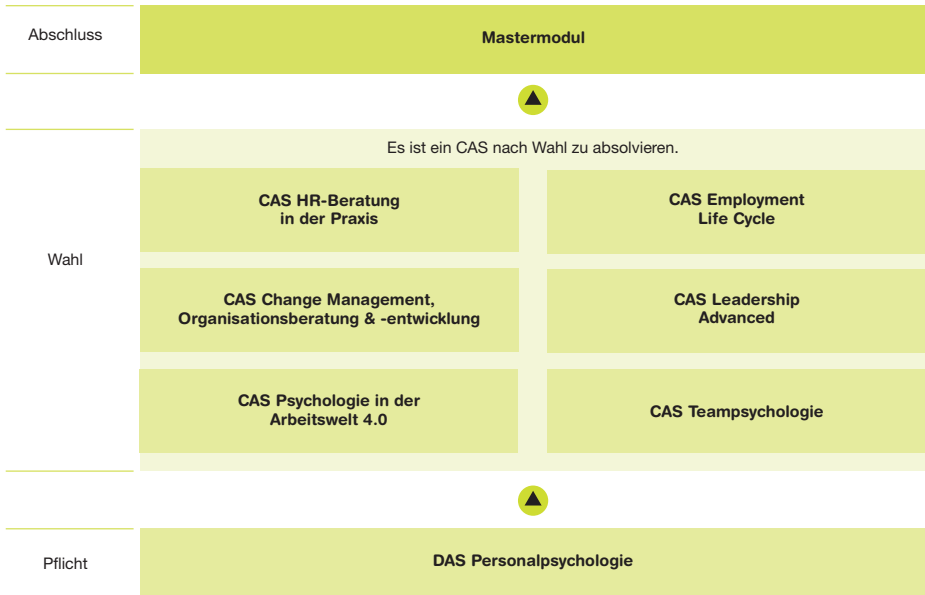 Abschluss
Mastermodul
Es ist ein CAS nach Wahl zu absolvieren.
CAS HR-Beratung
in der Praxis
CAS Employment
Life Cycle
Wahl
CAS Change Management,
Organisationsberatung & -entwicklung
CAS Leadership
Advanced
CAS Psychologie in der
Arbeitswelt 4.0
CAS Teampsychologie
Pflicht
DAS Personalpsychologie